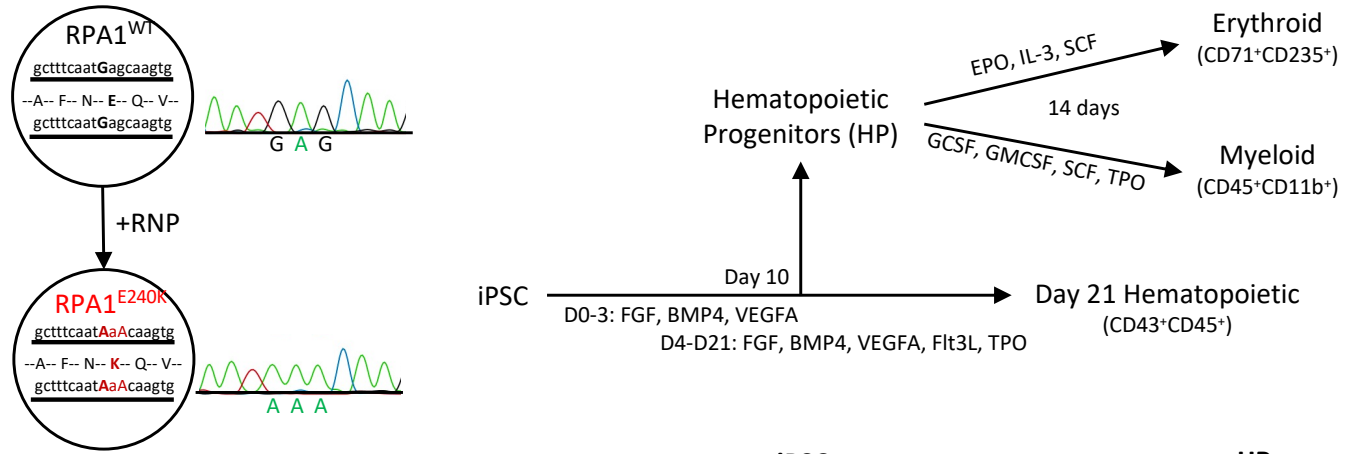 RPA1WT
gctttcaatGagcaagtg
--A-- F-- N-- E-- Q-- V--
gctttcaatGagcaagtg
G A G
+RNP
RPA1E240K
gctttcaatAaAcaagtg
--A-- F-- N-- K-- Q-- V--
gctttcaatAaAcaagtg
A A A
iPSC
Day 10
D0-3: FGF, BMP4, VEGFA
D4-D21: FGF, BMP4, VEGFA, Flt3L, TPO
Hematopoietic
Progenitors (HP)
EPO, IL-3, SCF
14 days
GCSF, GMCSF, SCF, TPO
Erythroid
(CD71+CD235+)
Myeloid
(CD45+CD11b+)
Day 21 Hematopoietic
(CD43+CD45+)